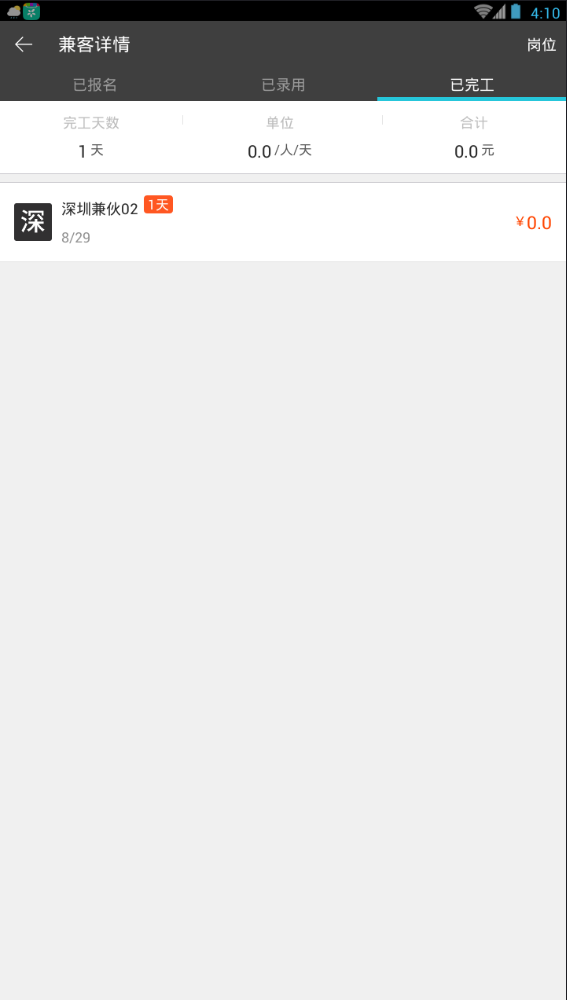 4:10
兼客详情 岗位
已报名 已录用 已完工
完工天数 单位 合计
1 天 0.0 /人/天 0.0 元
深 深圳兼伙02 1天
8/29 ¥0.0